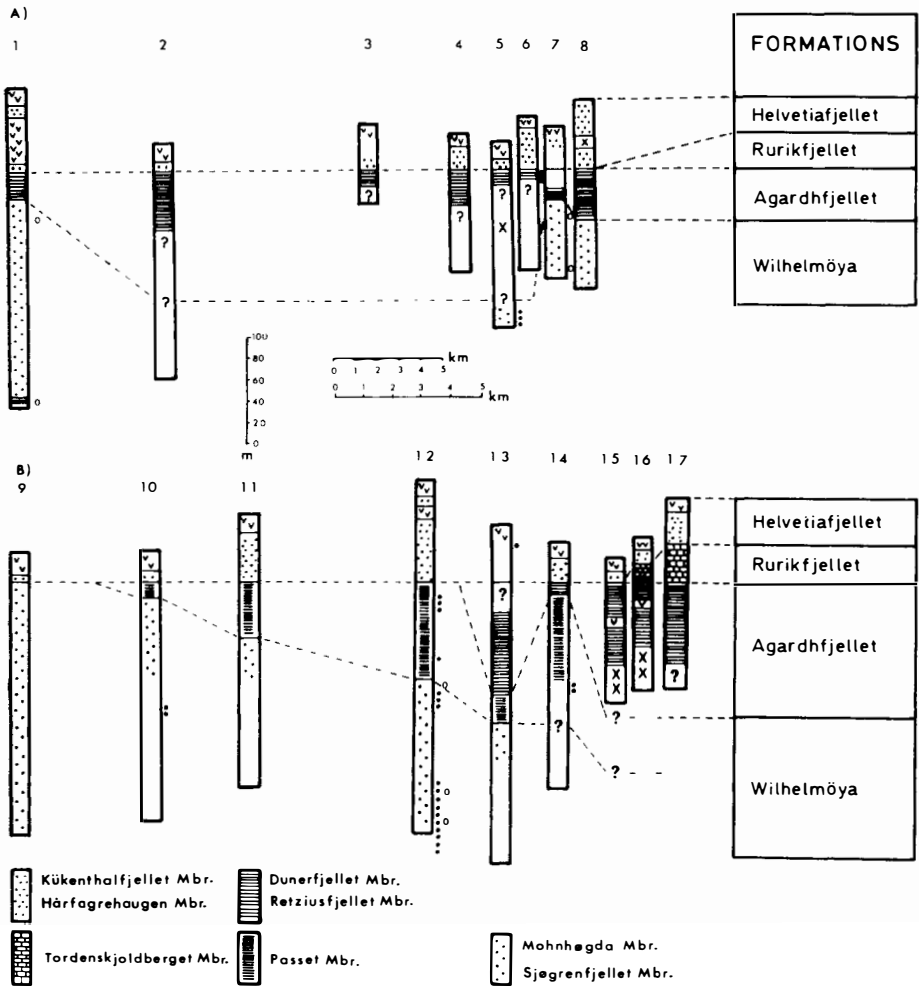 A)
1 2 3 4 5 6 7 8
FORMATIONS
Helvetiafjellet
Rurikfjellet
Agardhfjellet
Wilhelmöya
100
80
60
40
20
0
m
km
0 1 2 3 4 5
0 1 2 3 4 5
km
B)
9 10 11 12 13 14 15 16 17
Helvetiafjellet
Rurikfjellet
Agardhfjellet
Wilhelmöya
Kükenthalfjellet Mbr.
Hårfagrehaugen Mbr.
Dunerfjellet Mbr.
Retziusfjellet Mbr.
Tordenskjoldberget Mbr.
Passet Mbr.
Mohnhøgda Mbr.
Sjøgrenfjellet Mbr.